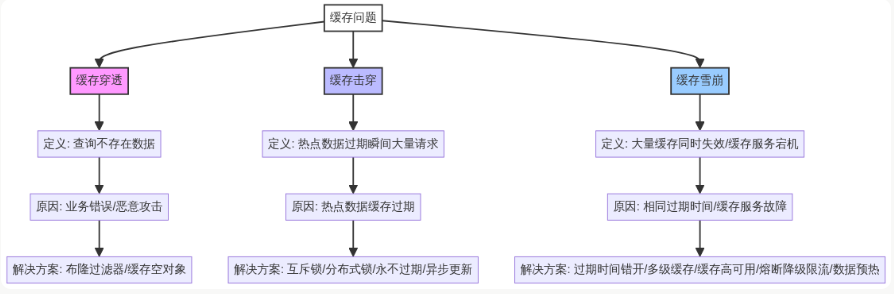 缓存问题
缓存穿透
缓存击穿
缓存雪崩
定义: 查询不存在数据
定义: 热点数据过期瞬间大量请求
定义: 大量缓存同时失效/缓存服务宕机
原因: 业务错误/恶意攻击
原因: 热点数据缓存过期
原因: 相同过期时间/缓存服务故障
解决方案: 布隆过滤器/缓存空对象
解决方案: 互斥锁/分布式锁/永不过期/异步更新
解决方案: 过期时间错开/多级缓存/缓存高可用/熔断降级限流/数据预热